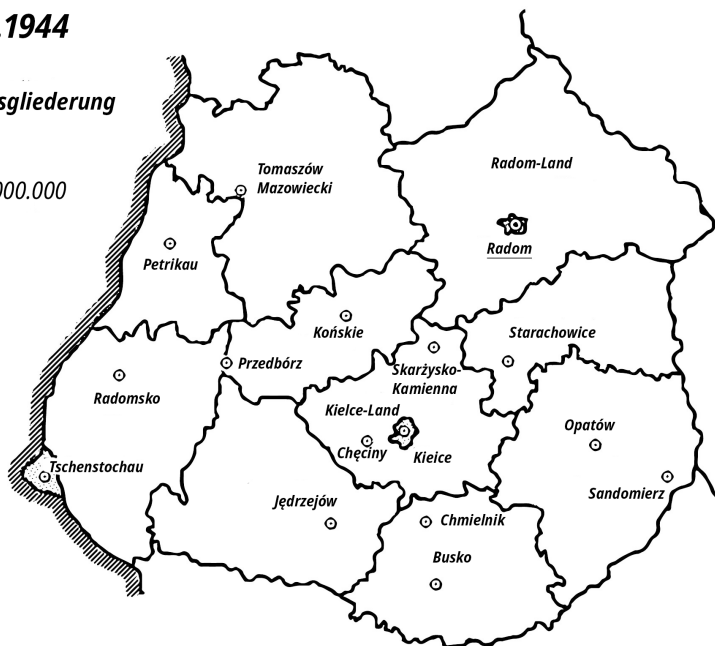 .1944
sgliederung
000.000
Tomaszów
Mazowiecki
Radom-Land
Radom
Petrikau
Końskie
Starachowice
Przedbórz
Skarżysko-
Kamienna
Radomsko
Kielce-Land
Opatów
Chęciny
Kieice
Tschenstochau
Sandomierz
Jędrzejów
Chmielnik
Busko